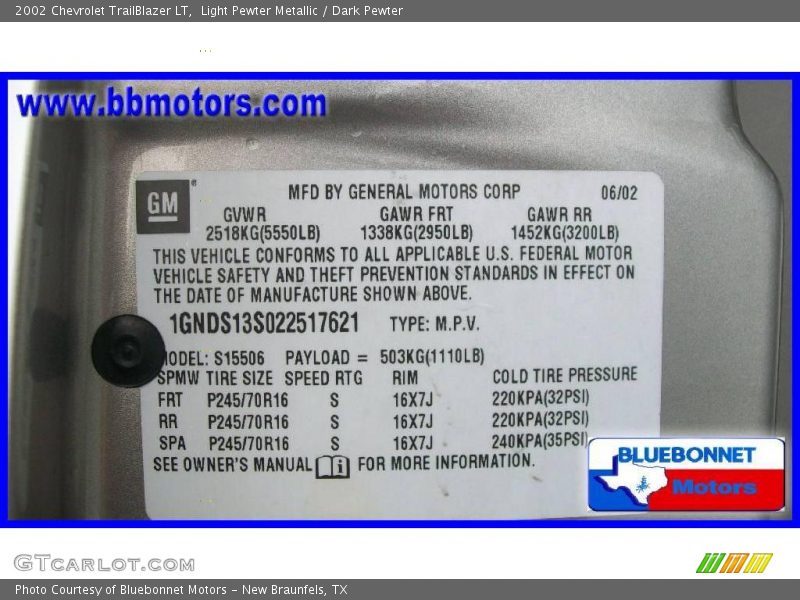 2002 Chevrolet TrailBlazer LT,  Light Pewter Metallic / Dark Pewter
www.bbmotors.com
GM
MFD BY GENERAL MOTORS CORP 06/02
GVWR GAWR FRT GAWR RR
2518KG(5550LB) 1338KG(2950LB) 1452KG(3200LB)
THIS VEHICLE CONFORMS TO ALL APPLICABLE U.S. FEDERAL MOTOR
VEHICLE SAFETY AND THEFT PREVENTION STANDARDS IN EFFECT ON
THE DATE OF MANUFACTURE SHOWN ABOVE.
1GNDS13S022517621 TYPE: M.P.V.
MODEL: S15506 PAYLOAD = 503KG(1110LB)
SPMW TIRE SIZE SPEED RTG RIM COLD TIRE PRESSURE
FRT P245/70R16 S 16X7J 220KPA(32PSI)
RR P245/70R16 S 16X7J 220KPA(32PSI)
SPA P245/70R16 S 16X7J 240KPA(35PSI)
SEE OWNER'S MANUAL FOR MORE INFORMATION.
BLUEBONNET
Motors
GTCARLOT.COM
Photo Courtesy of Bluebonnet Motors - New Braunfels, TX